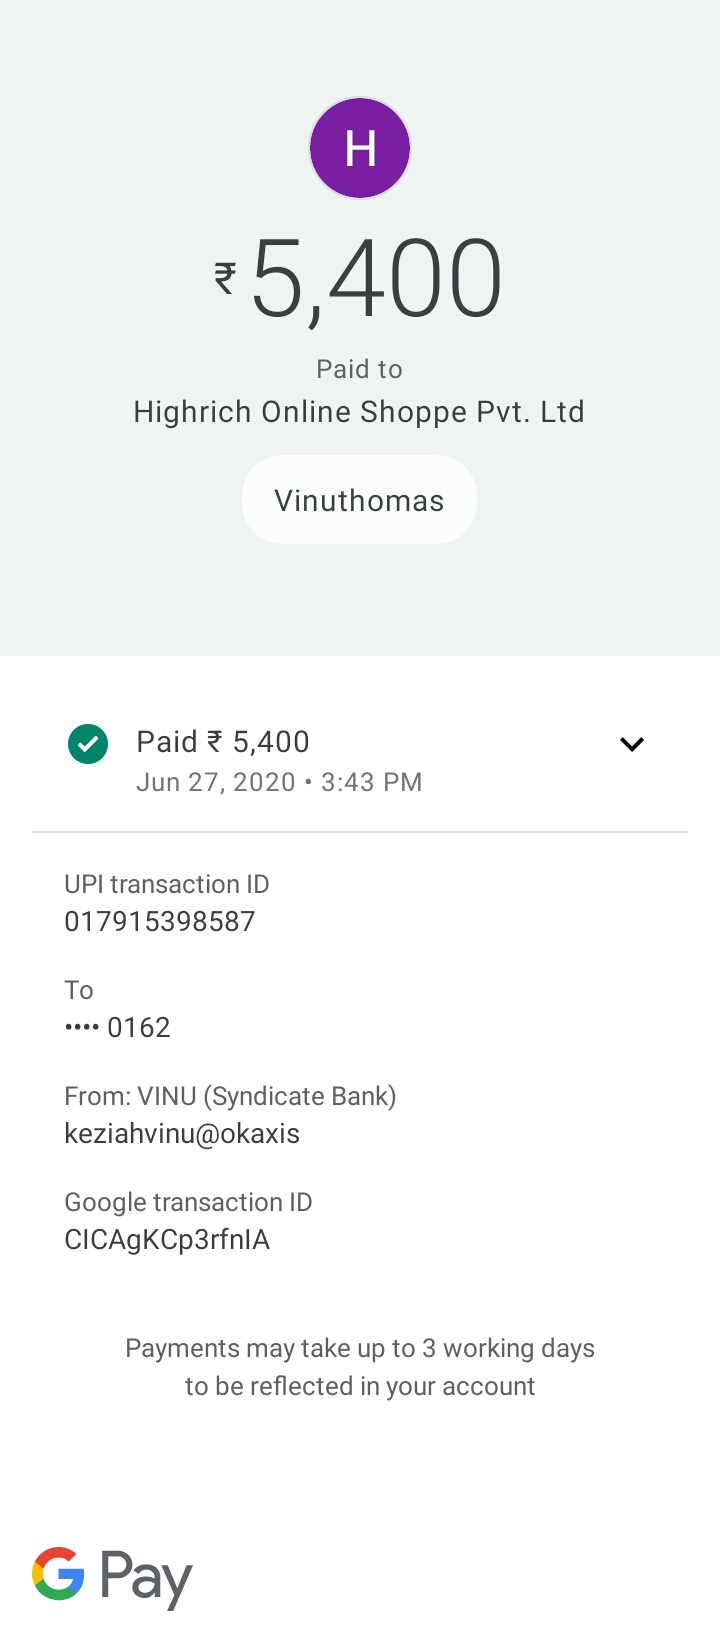 H
₹5,400
Paid to
Highrich Online Shoppe Pvt. Ltd
Vinuthomas
Paid ₹ 5,400
Jun 27, 2020 • 3:43 PM
UPI transaction ID
017915398587
To
•••• 0162
From: VINU (Syndicate Bank)
keziahvinu@okaxis
Google transaction ID
CICAgKCp3rfnIA
Payments may take up to 3 working days
to be reflected in your account
G Pay